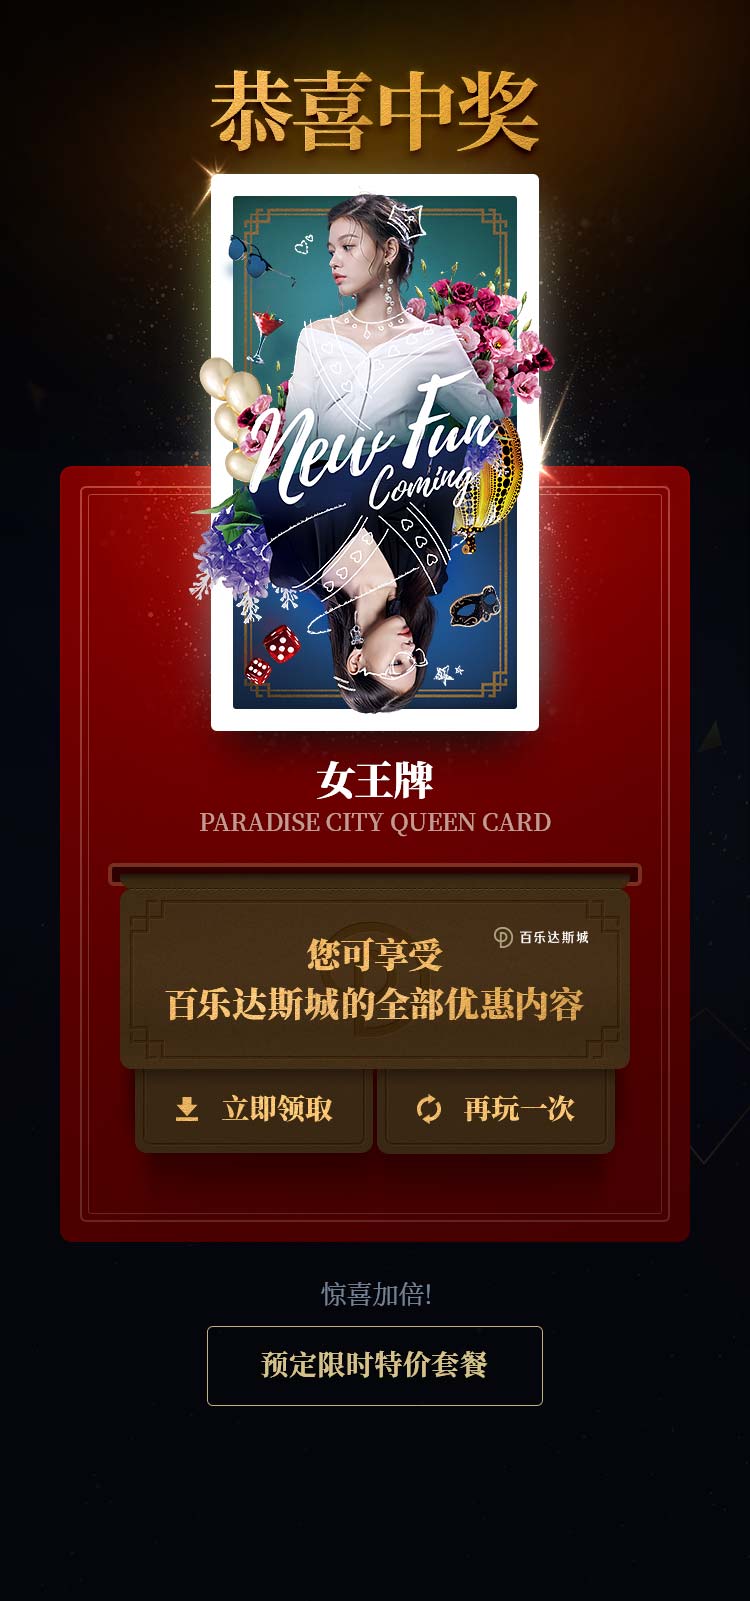 恭喜中奖
New Fun
Coming
女王牌
PARADISE CITY QUEEN CARD
百乐达斯城
您可享受
百乐达斯城的全部优惠内容
立即领取
再玩一次
惊喜加倍!
预定限时特价套餐